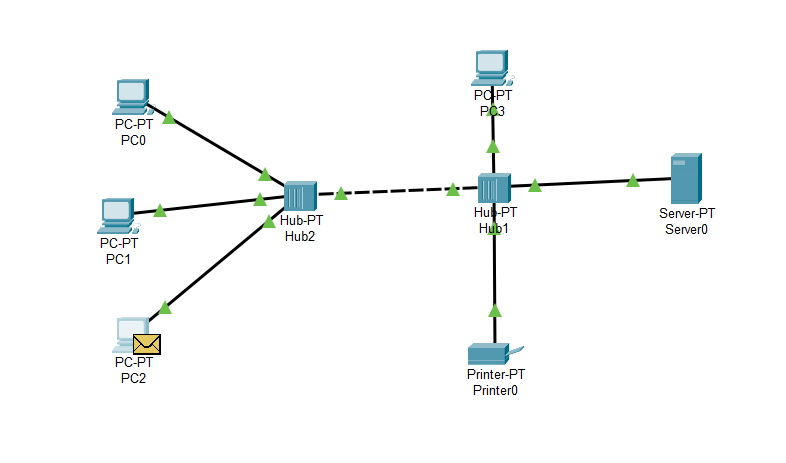 PC-PT
PC0
PC-PT
PC1
PC-PT
PC2
Hub-PT
Hub2
PC-PT
PC3
Hub-PT
Hub1
Server-PT
Server0
Printer-PT
Printer0